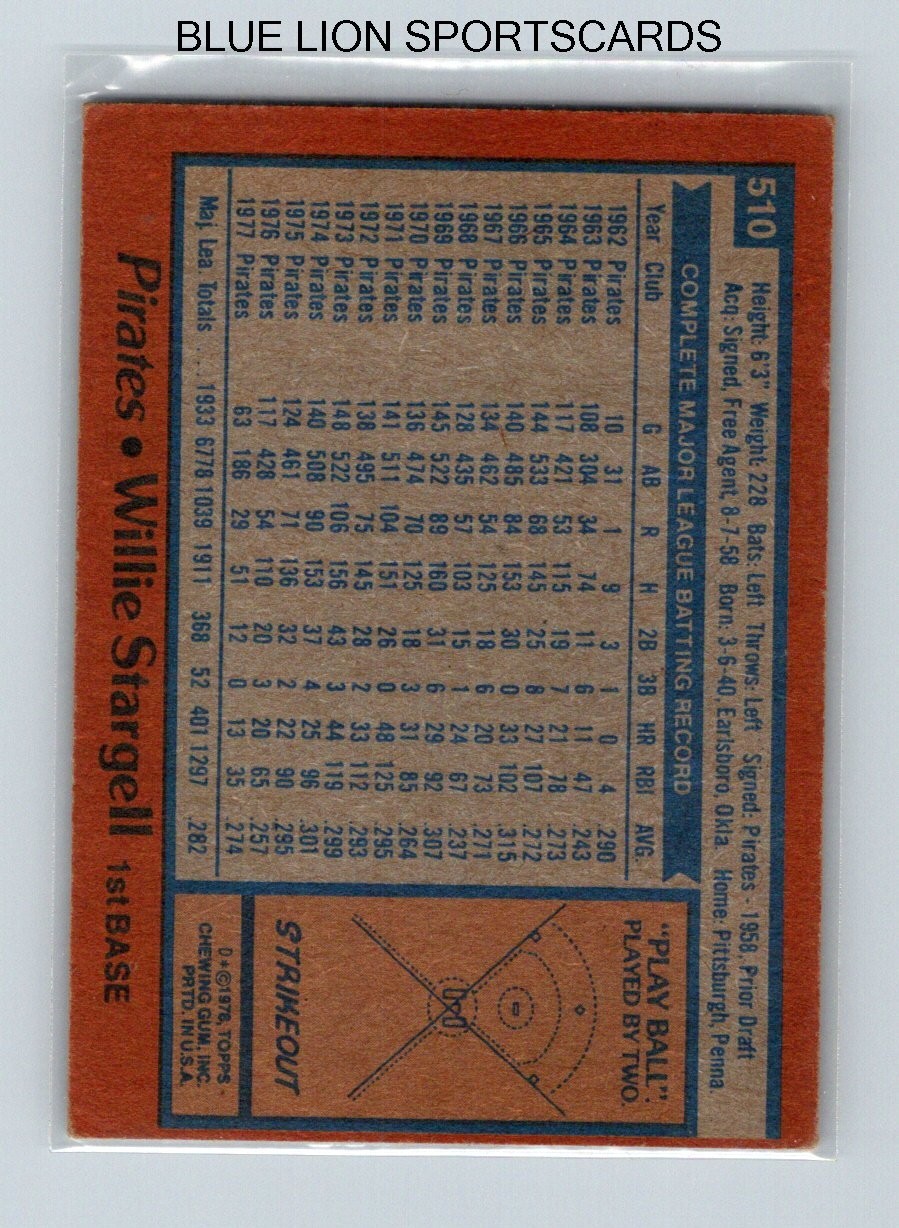 BLUE LION SPORTSCARDS
510
Height: 6'3" Weight: 228 Bats: Left Throws: Left Signed: Pirates - 1958, Prior Draft
Acq: Signed, Free Agent, 8-7-58 Born: 3-6-40, Earlsboro, Okla. Home: Pittsburgh, Penna.
COMPLETE MAJOR LEAGUE BATTING RECORD
Year Club G AB R H 2B 3B HR RBI AVG.
1962 Pirates 10 31 1 9 3 1 0 4 .290
1963 Pirates 108 304 34 74 11 6 11 47 .243
1964 Pirates 117 421 53 115 19 7 21 78 .273
1965 Pirates 144 533 68 145 25 8 27 107 .272
1966 Pirates 140 485 84 153 30 0 33 102 .315
1967 Pirates 134 462 54 125 18 6 20 73 .271
1968 Pirates 128 435 57 103 15 1 24 67 .237
1969 Pirates 145 522 89 160 31 6 29 92 .307
1970 Pirates 136 474 70 125 18 3 31 85 .264
1971 Pirates 141 511 104 151 26 0 48 125 .295
1972 Pirates 138 495 75 145 28 2 33 112 .293
1973 Pirates 148 522 106 156 43 3 44 119 .299
1974 Pirates 140 508 90 153 37 4 25 96 .301
1975 Pirates 124 461 71 136 32 2 22 90 .295
1976 Pirates 117 428 54 110 20 3 20 65 .257
1977 Pirates 63 186 29 51 12 0 13 35 .274
Maj. Lea. Totals .... 1933 6778 1039 1911 368 52 401 1297 .282
"PLAY BALL":
PLAYED BY TWO.
STRIKEOUT
D*©1978, TOPPS
CHEWING GUM, INC.
PRTD. IN U.S.A.
Pirates • Willie Stargell 1st BASE